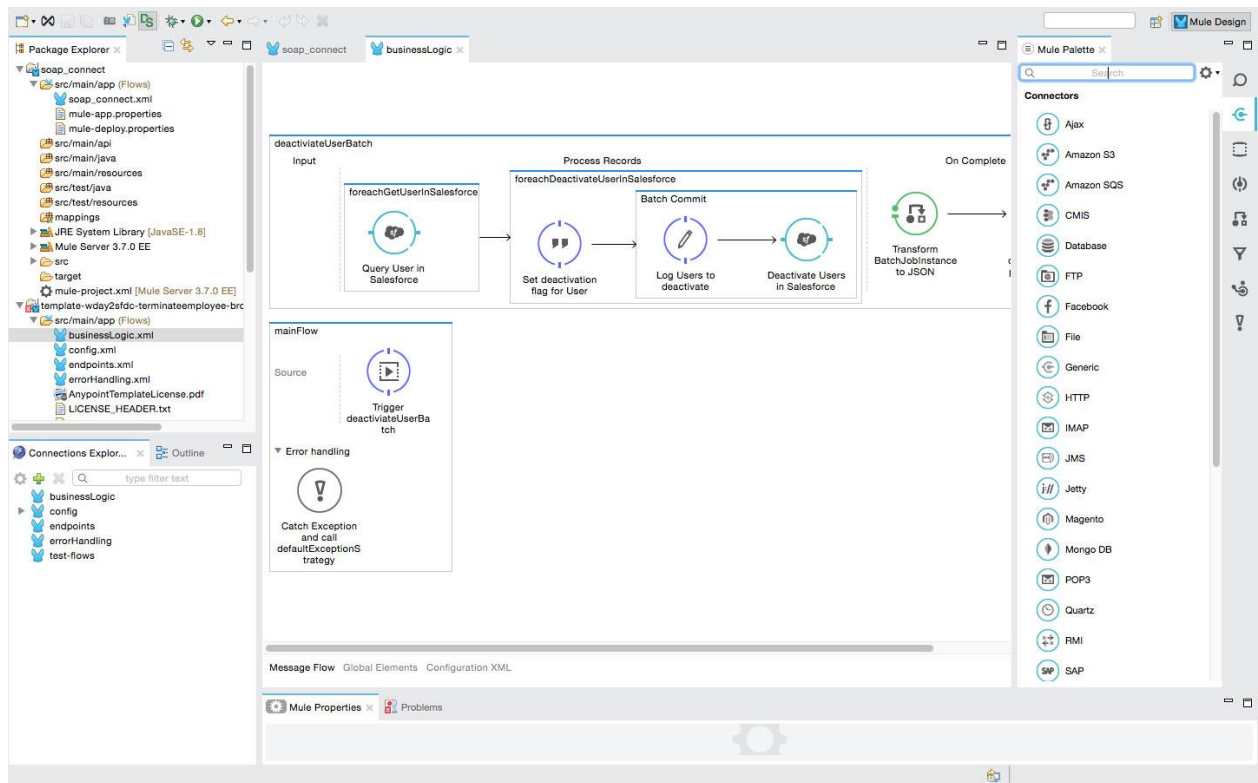 Mule Design
Package Explorer
soap_connect
src/main/app (Flows)
soap_connect.xml
mule-app.properties
mule-deploy.properties
src/main/api
src/main/java
src/main/resources
src/test/java
src/test/resources
mappings
JRE System Library [JavaSE-1.8]
Mule Server 3.7.0 EE
src
target
mule-project.xml [Mule Server 3.7.0 EE]
template-wday2sfdc-terminateemployee-brc
src/main/app (Flows)
businessLogic.xml
config.xml
endpoints.xml
errorHandling.xml
AnypointTemplateLicense.pdf
LICENSE_HEADER.txt
Connections Explor...
Outline
type filter text
businessLogic
config
endpoints
errorHandling
test-flows
soap_connect
businessLogic
deactiviateUserBatch
Input
Process Records
On Complete
foreachGetUserInSalesforce
Query User in
Salesforce
foreachDeactivateUserInSalesforce
Set deactivation
flag for User
Batch Commit
Log Users to
deactivate
Deactivate Users
in Salesforce
Transform
BatchJobInstance
to JSON
mainFlow
Source
Trigger
deactiviateUserBa
tch
Error handling
Catch Exception
and call
defaultExceptionS
trategy
Message Flow
Global Elements
Configuration XML
Mule Properties
Problems
Mule Palette
Search
Connectors
Ajax
Amazon S3
Amazon SQS
CMIS
Database
FTP
Facebook
File
Generic
HTTP
IMAP
JMS
Jetty
Magento
Mongo DB
POP3
Quartz
RMI
SAP
SAP